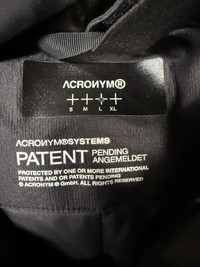 ACRONYM®
S M L XL
ACRONYM®SYSTEMS
PATENT PENDING
ANGEMELDET
PROTECTED BY ONE OR MORE INTERNATIONAL
PATENTS AND OR PATENTS PENDING
© ACRONYM ® GmbH. ALL RIGHTS RESERVED